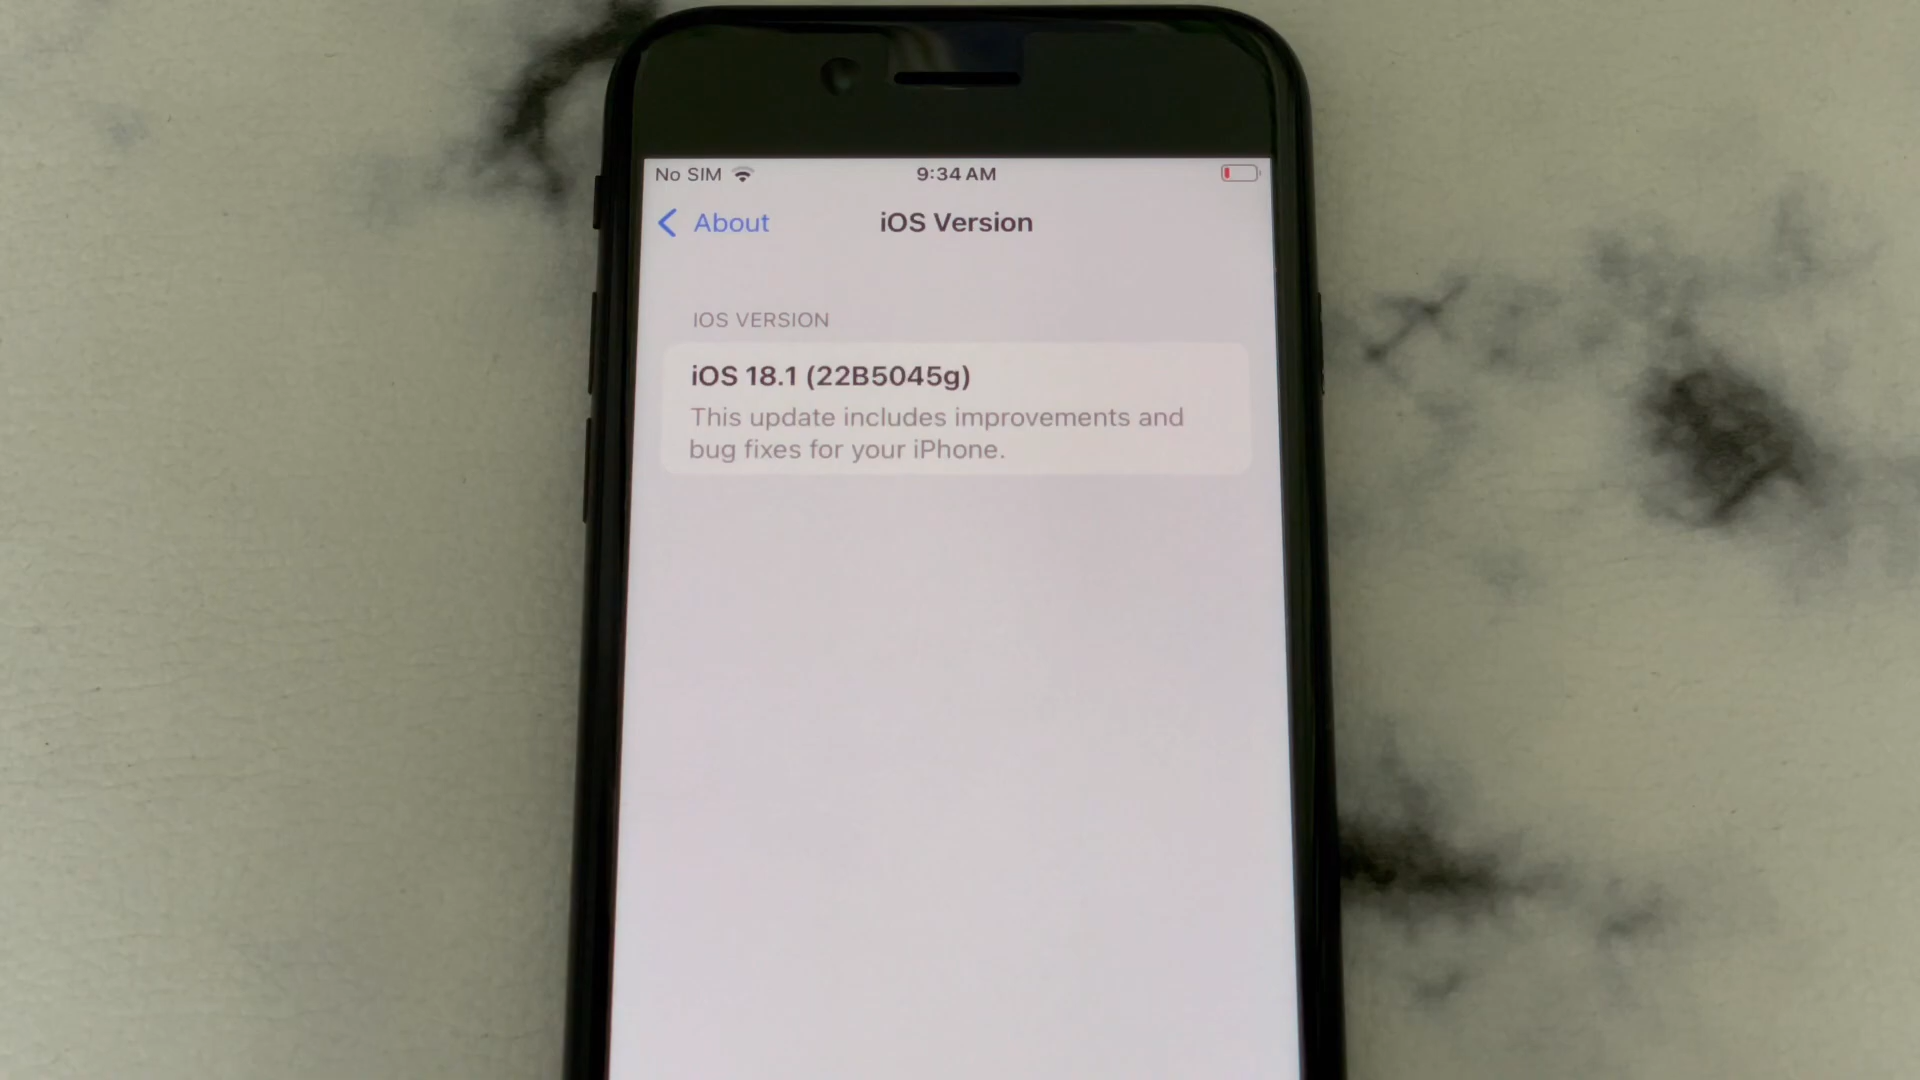 No SIM
9:34 AM
About
iOS Version
IOS VERSION
iOS 18.1 (22B5045g)
This update includes improvements and
bug fixes for your iPhone.